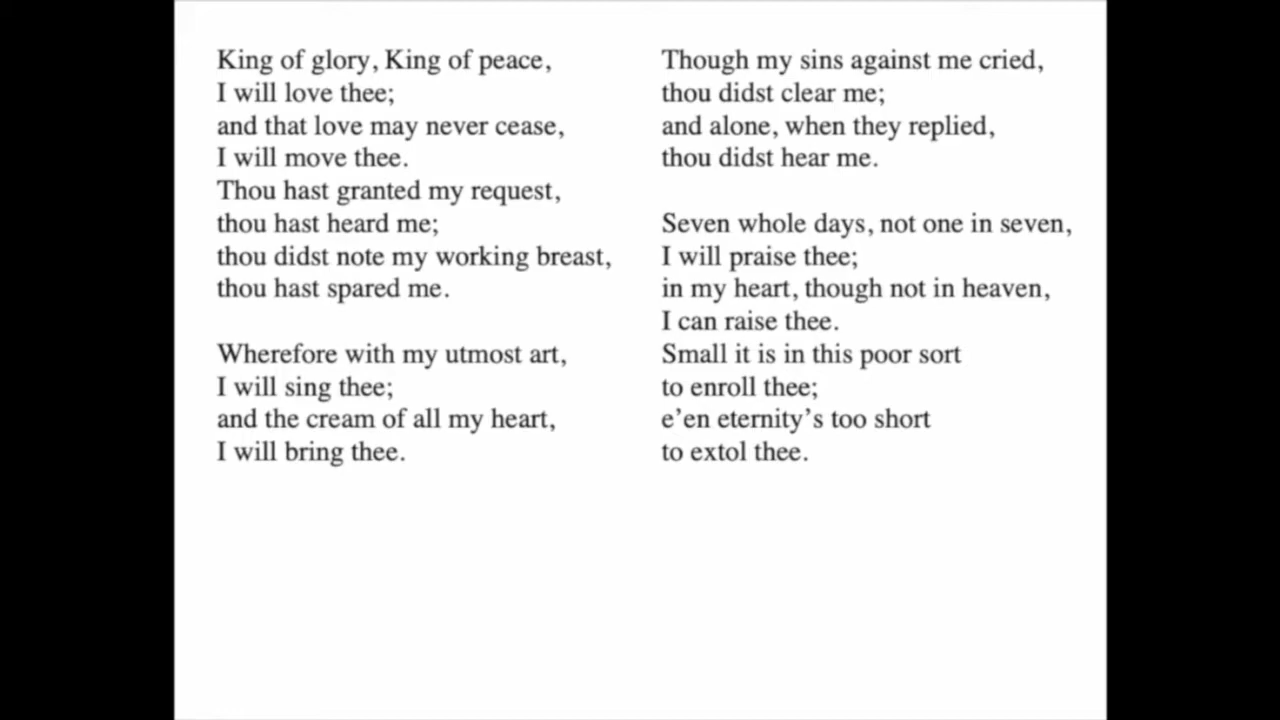 King of glory, King of peace,
I will love thee;
and that love may never cease,
I will move thee.
Thou hast granted my request,
thou hast heard me;
thou didst note my working breast,
thou hast spared me.

Wherefore with my utmost art,
I will sing thee;
and the cream of all my heart,
I will bring thee.

Though my sins against me cried,
thou didst clear me;
and alone, when they replied,
thou didst hear me.

Seven whole days, not one in seven,
I will praise thee;
in my heart, though not in heaven,
I can raise thee.
Small it is in this poor sort
to enroll thee;
e’en eternity’s too short
to extol thee.